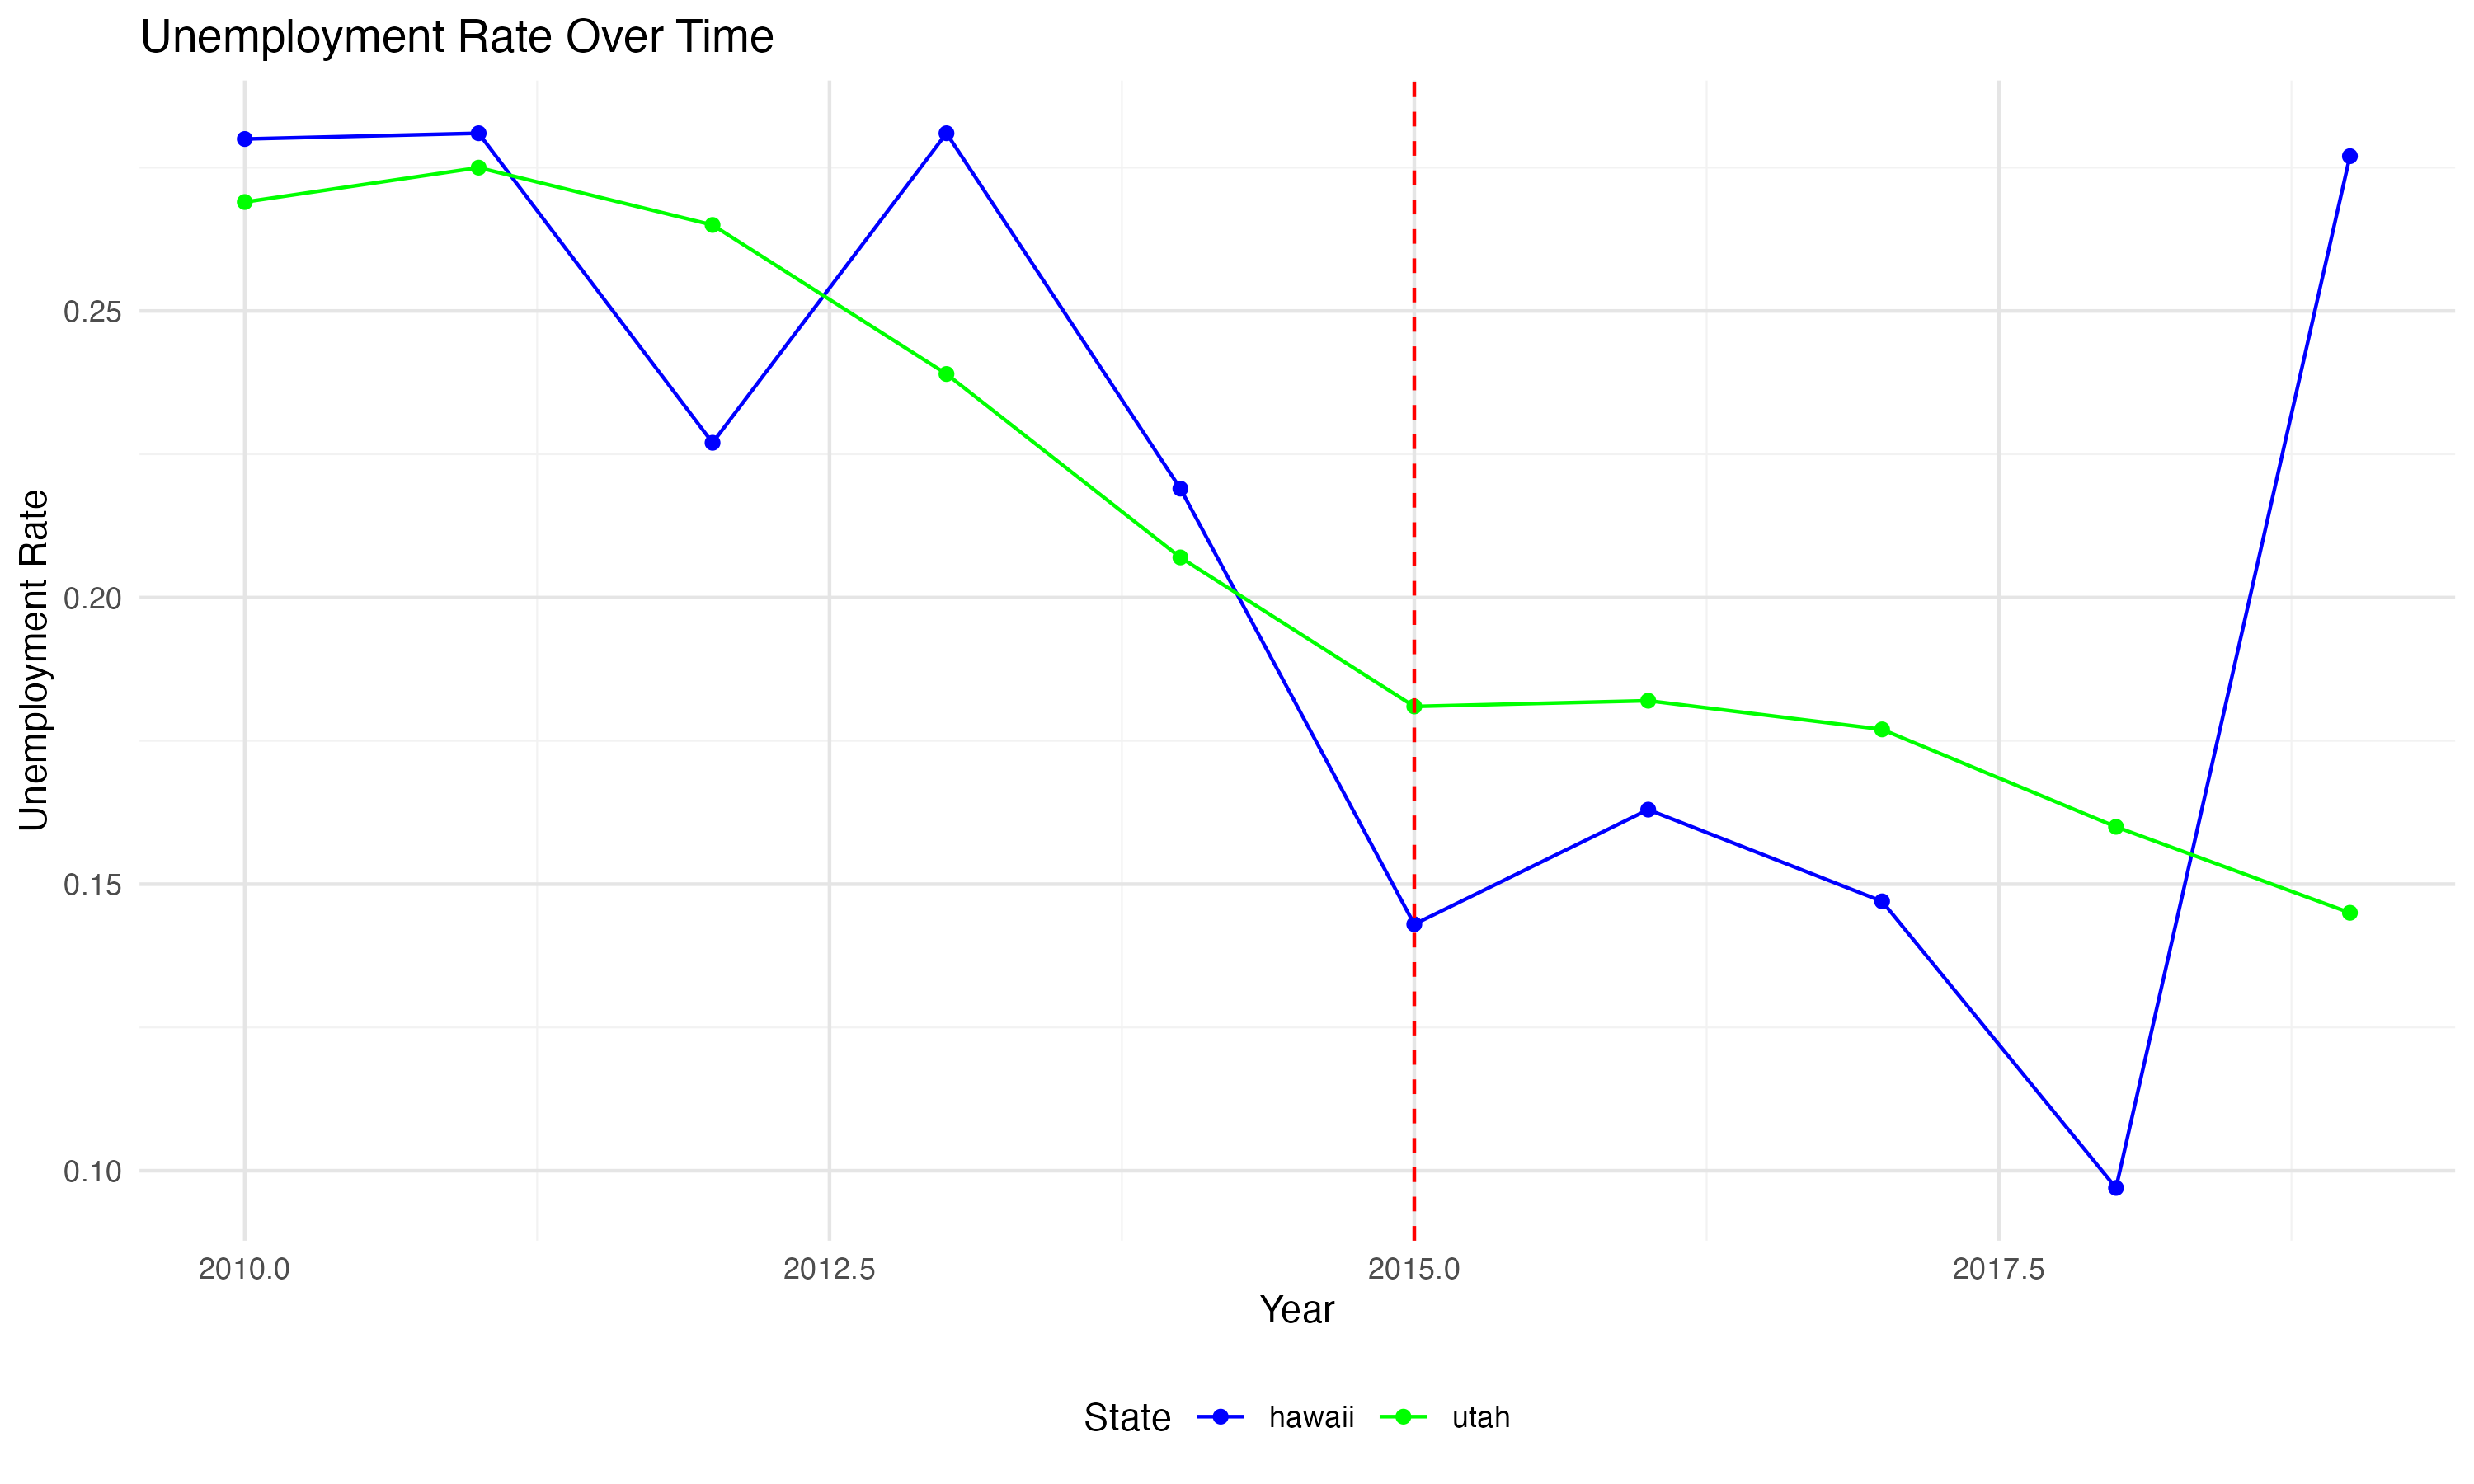 Unemployment Rate Over Time
Unemployment Rate
0.25
0.20
0.15
0.10
2010.0 2012.5 2015.0 2017.5
Year
State hawaii utah